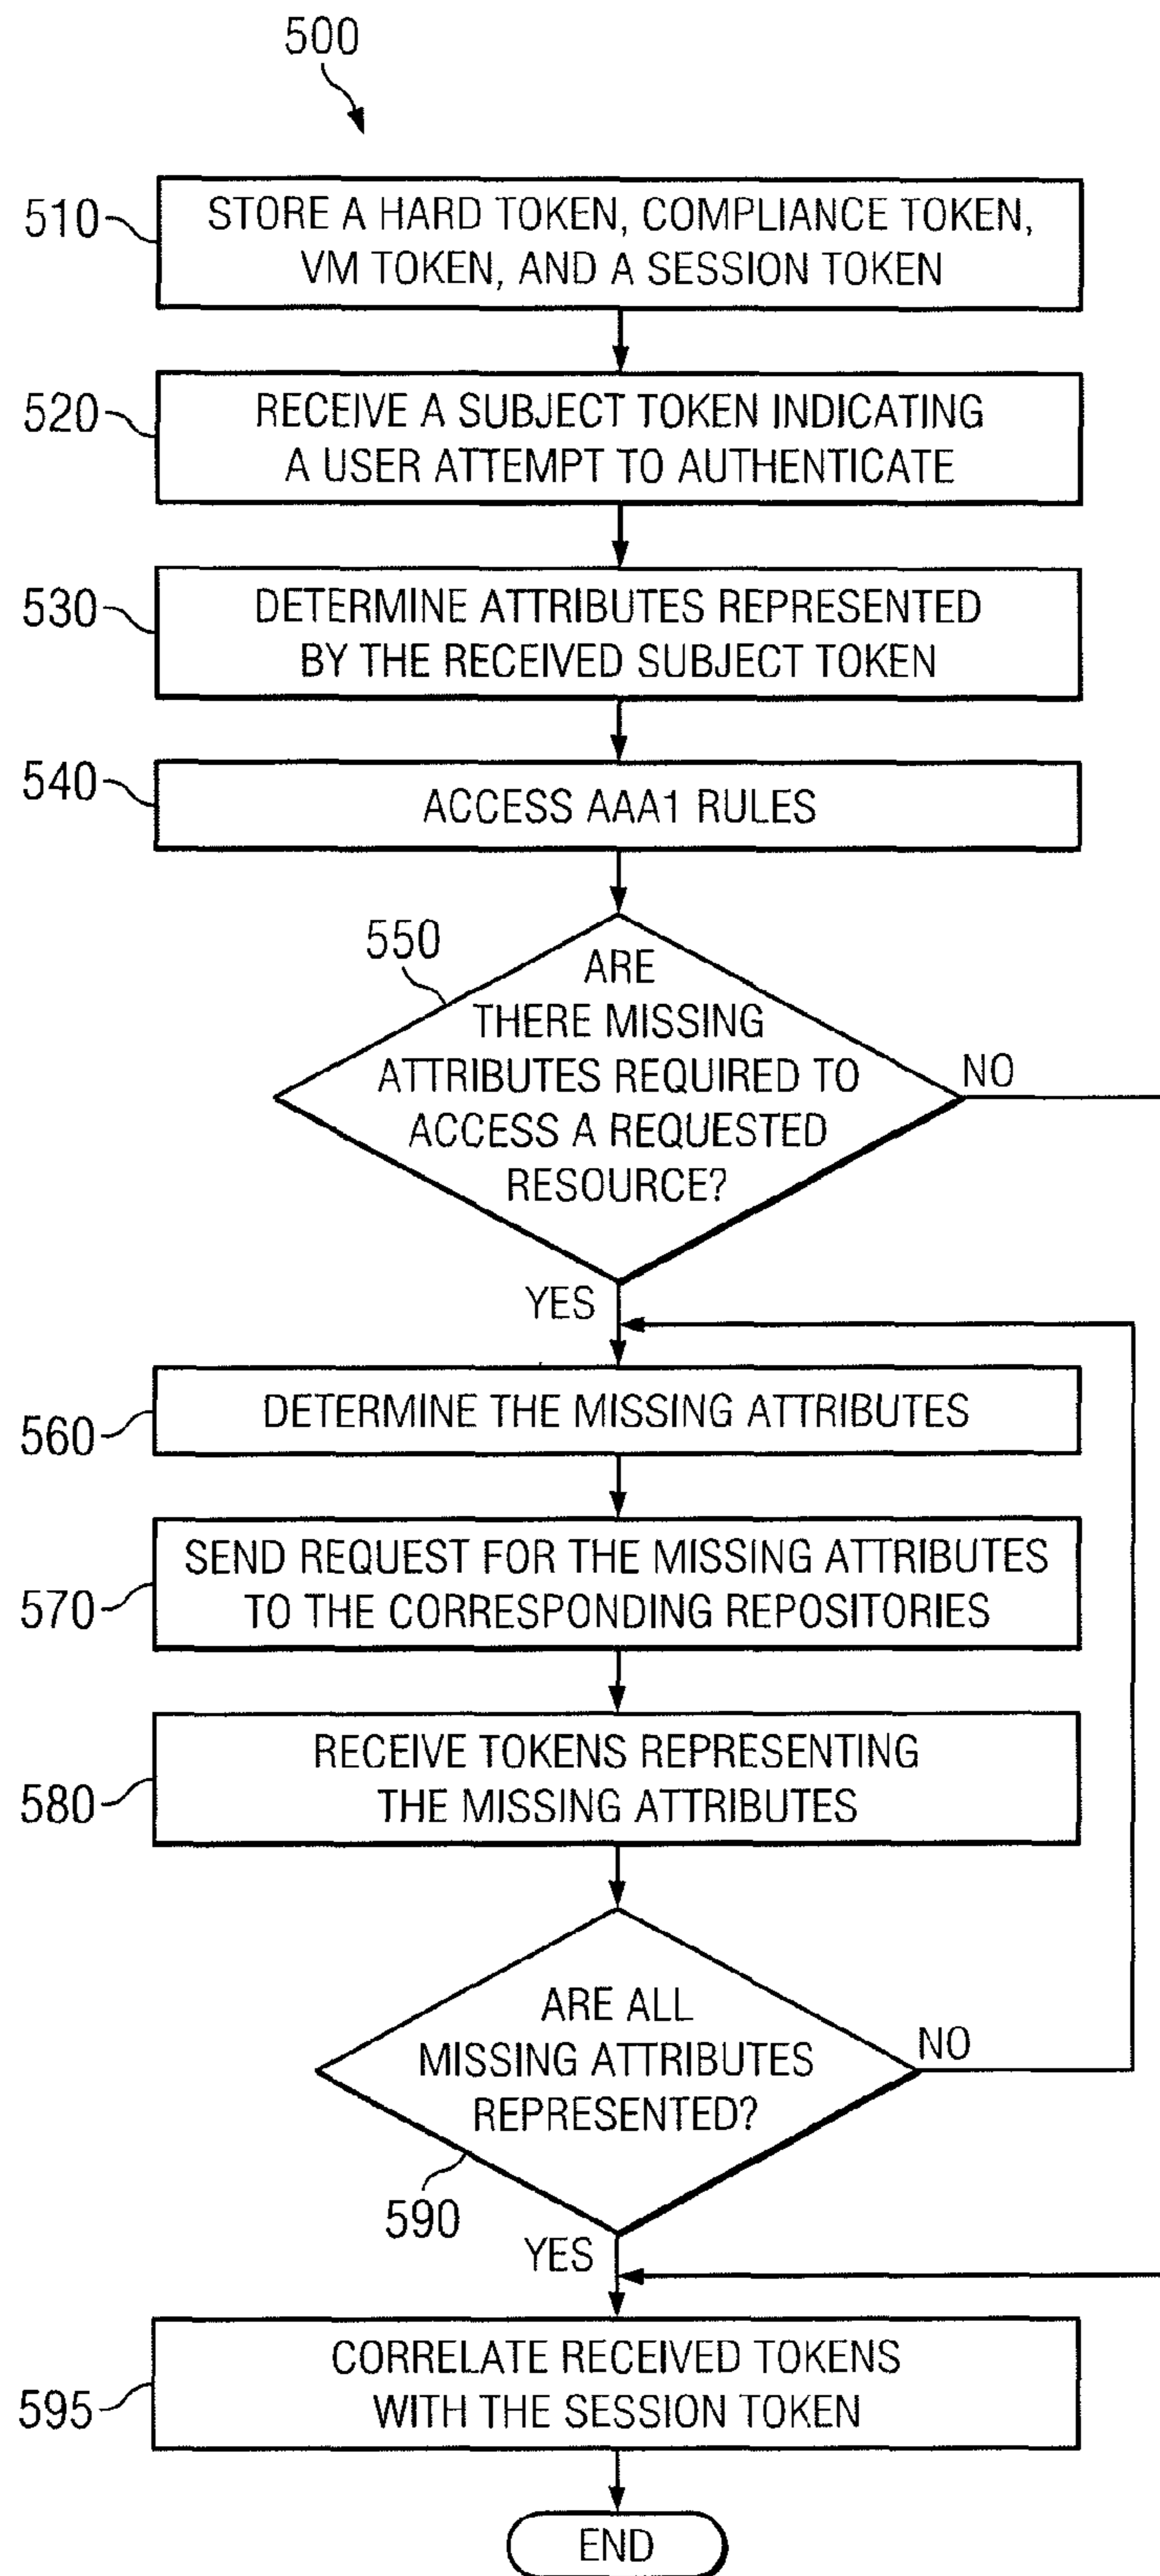 500
510
STORE A HARD TOKEN, COMPLIANCE TOKEN,
VM TOKEN, AND A SESSION TOKEN
520
RECEIVE A SUBJECT TOKEN INDICATING
A USER ATTEMPT TO AUTHENTICATE
530
DETERMINE ATTRIBUTES REPRESENTED
BY THE RECEIVED SUBJECT TOKEN
540
ACCESS AAA1 RULES
550
ARE
THERE MISSING
ATTRIBUTES REQUIRED TO
ACCESS A REQUESTED
RESOURCE?
NO
YES
560
DETERMINE THE MISSING ATTRIBUTES
570
SEND REQUEST FOR THE MISSING ATTRIBUTES
TO THE CORRESPONDING REPOSITORIES
580
RECEIVE TOKENS REPRESENTING
THE MISSING ATTRIBUTES
ARE ALL
MISSING ATTRIBUTES
REPRESENTED?
NO
590
YES
595
CORRELATE RECEIVED TOKENS
WITH THE SESSION TOKEN
END